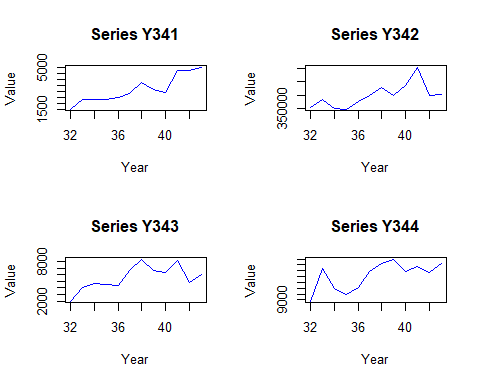 Series Y341
Value
1500
5000
32
36
40
Year
Series Y342
Value
350000
32
36
40
Year
Series Y343
Value
2000
8000
32
36
40
Year
Series Y344
Value
9000
32
36
40
Year